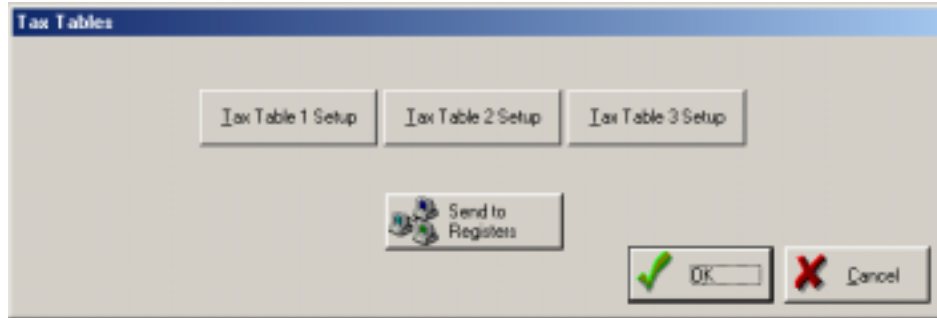 Tax Tables
Tax Table 1 Setup
Tax Table 2 Setup
Tax Table 3 Setup
Send to
Registers
OK
Cancel